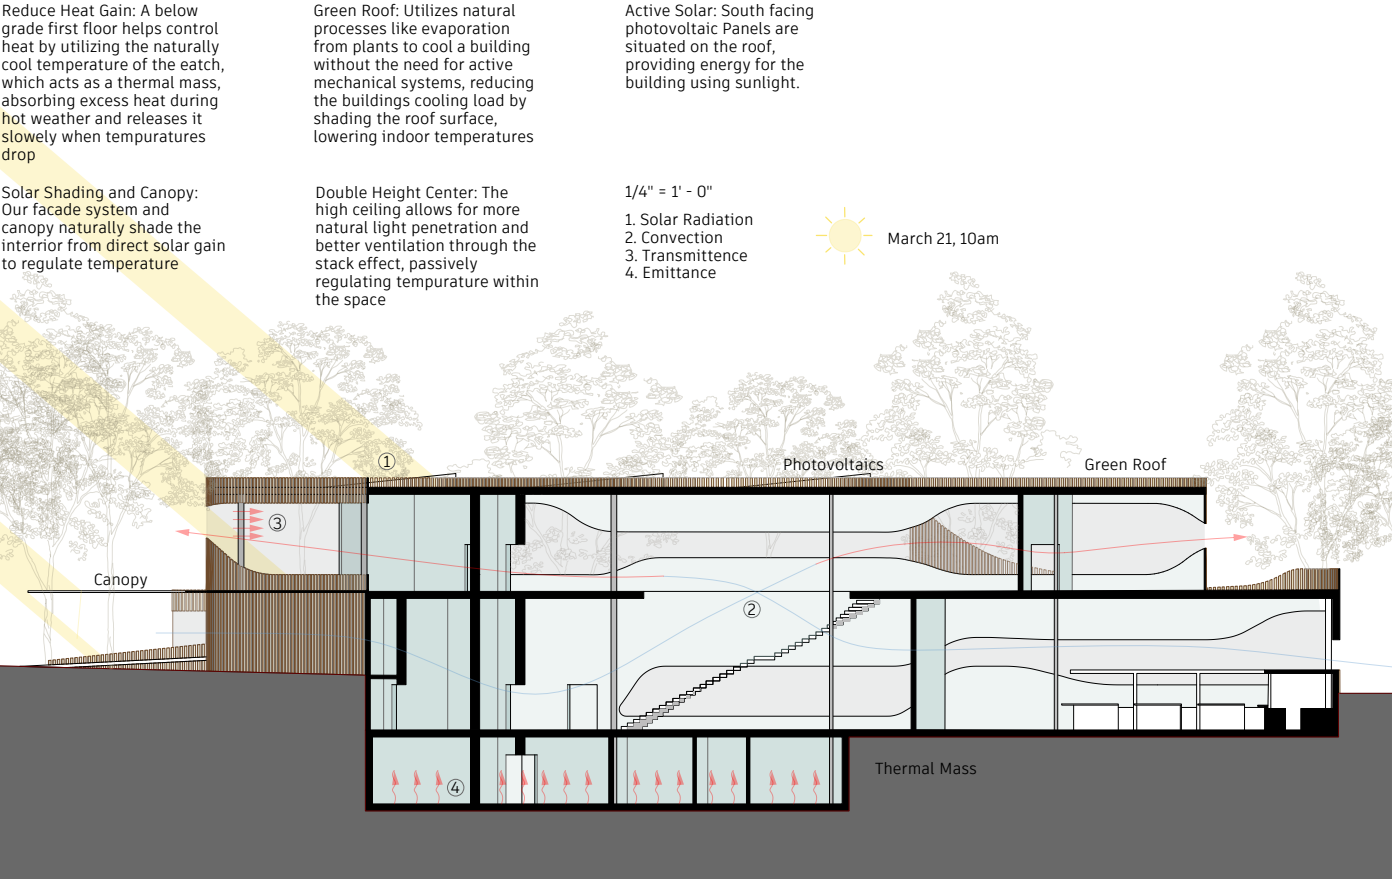 Reduce Heat Gain: A below
grade first floor helps control
heat by utilizing the naturally
cool temperature of the eatch,
which acts as a thermal mass,
absorbing excess heat during
hot weather and releases it
slowely when tempuratures
drop
Green Roof: Utilizes natural
processes like evaporation
from plants to cool a building
without the need for active
mechanical systems, reducing
the buildings cooling load by
shading the roof surface,
lowering indoor temperatures
Active Solar: South facing
photovoltaic Panels are
situated on the roof,
providing energy for the
building using sunlight.
Solar Shading and Canopy:
Our facade system and
canopy naturally shade the
interior from direct solar gain
to regulate temperature
Double Height Center: The
high ceiling allows for more
natural light penetration and
better ventilation through the
stack effect, passively
regulating tempurature within
the space
1/4" = 1' - 0"
1. Solar Radiation
2. Convection
3. Transmittence
4. Emittance
March 21, 10am
1
Photovoltaics
Green Roof
3
Canopy
2
4
Thermal Mass